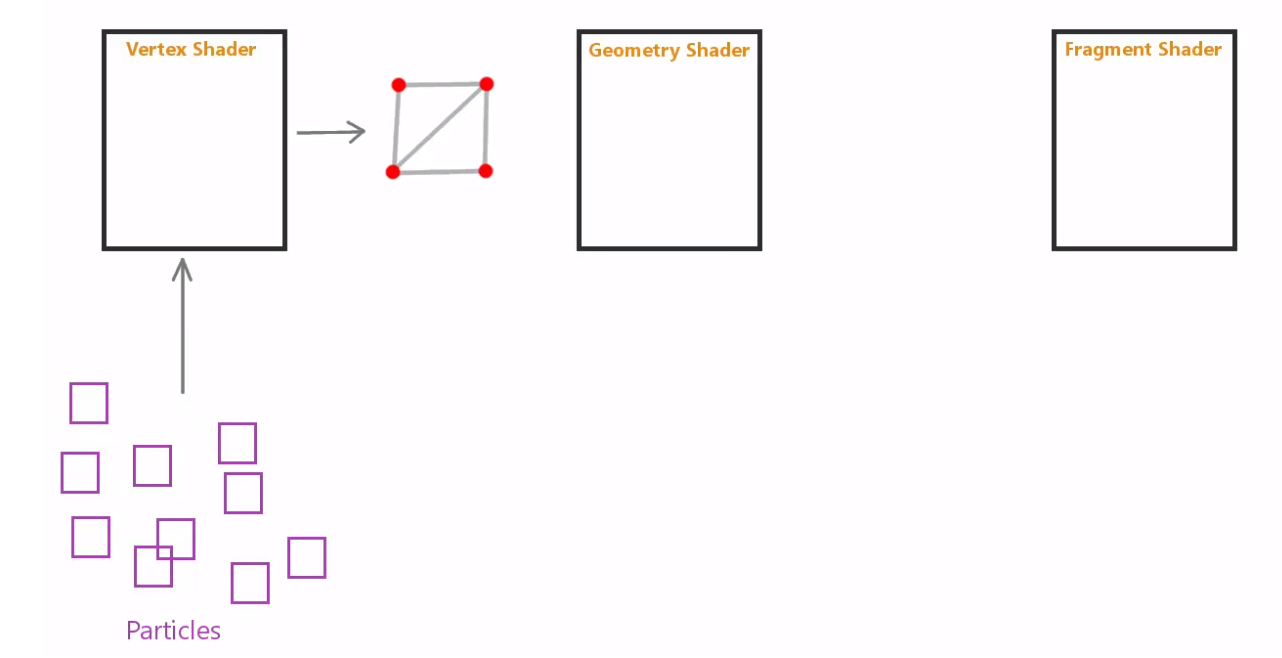 Vertex Shader
Geometry Shader
Fragment Shader
Particles